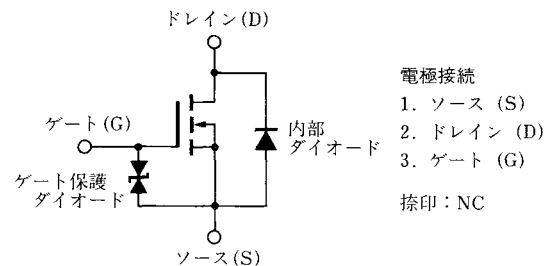 ドレイン(D)
ゲート(G)
ゲート保護
ダイオード
内部
ダイオード
ソース(S)
電極接続
1. ソース (S)
2. ドレイン (D)
3. ゲート (G)
捺印：NC